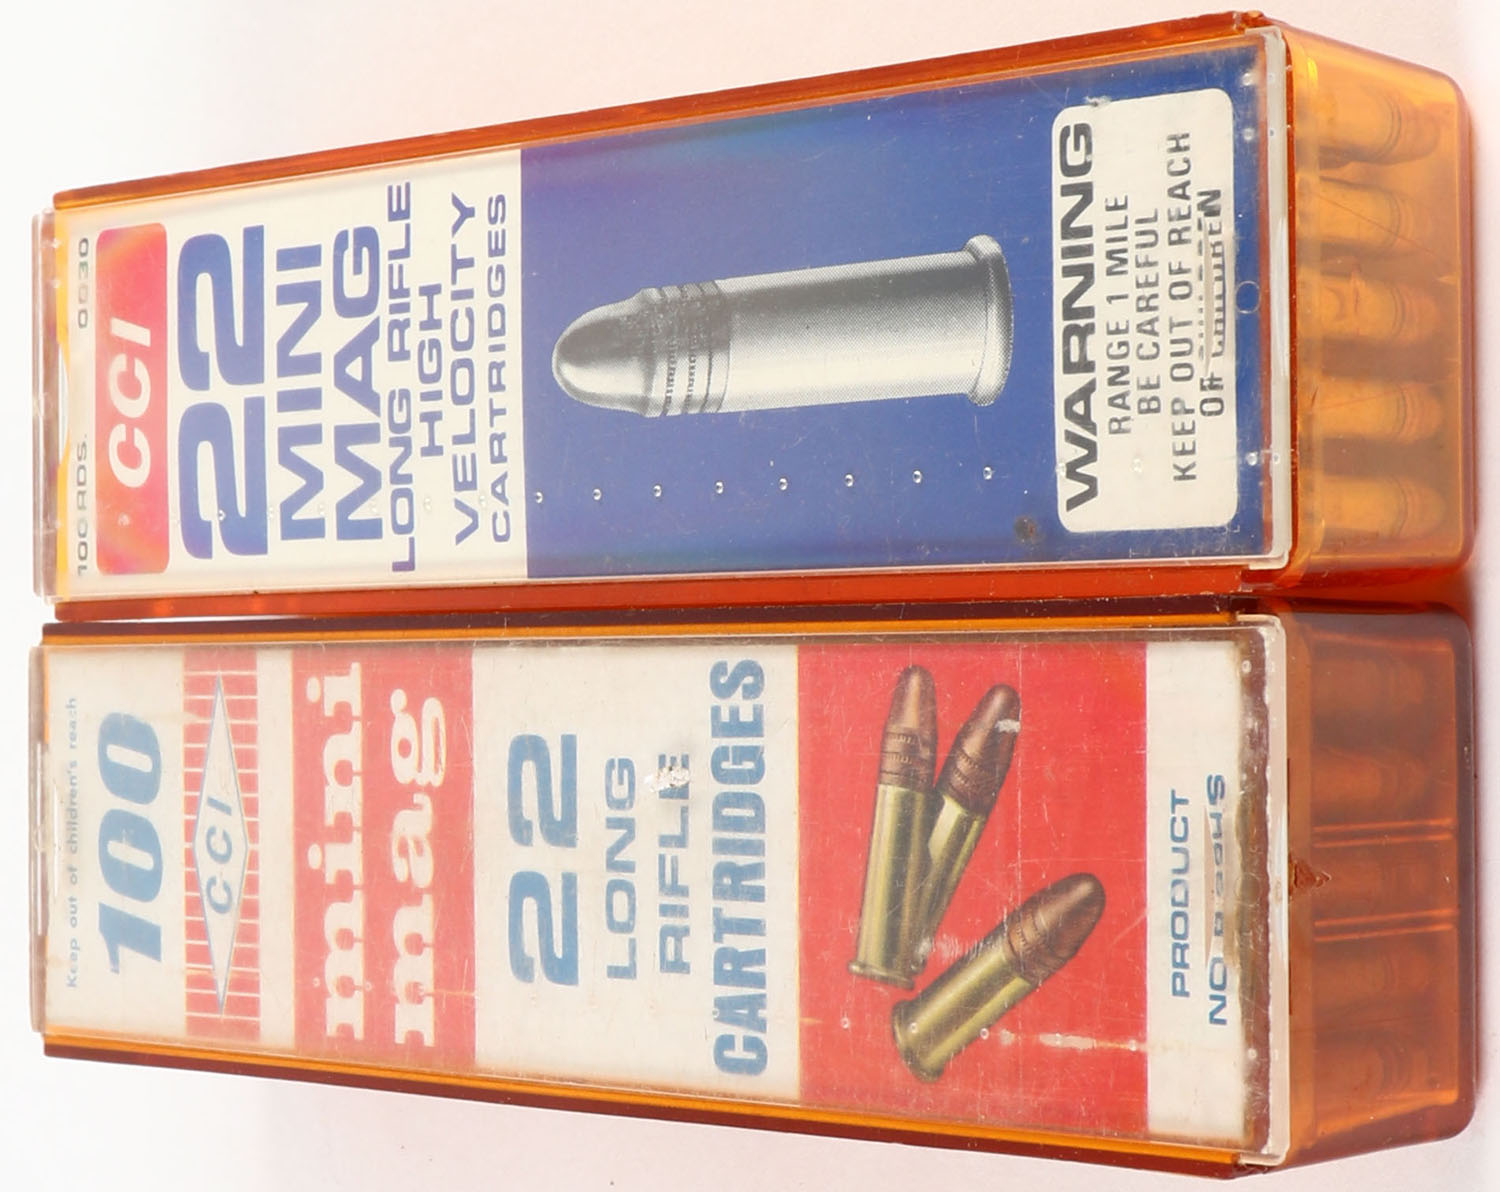 100 RDS. 0030
CCI
22
MINI
MAG
LONG RIFLE
HIGH
VELOCITY
CARTRIDGES
WARNING
RANGE 1 MILE
BE CAREFUL
KEEP OUT OF REACH
OF CHILDREN
Keep out of children's reach
100
CCI
mini
mag
22
LONG
RIFLE
CARTRIDGES
PRODUCT
NO.